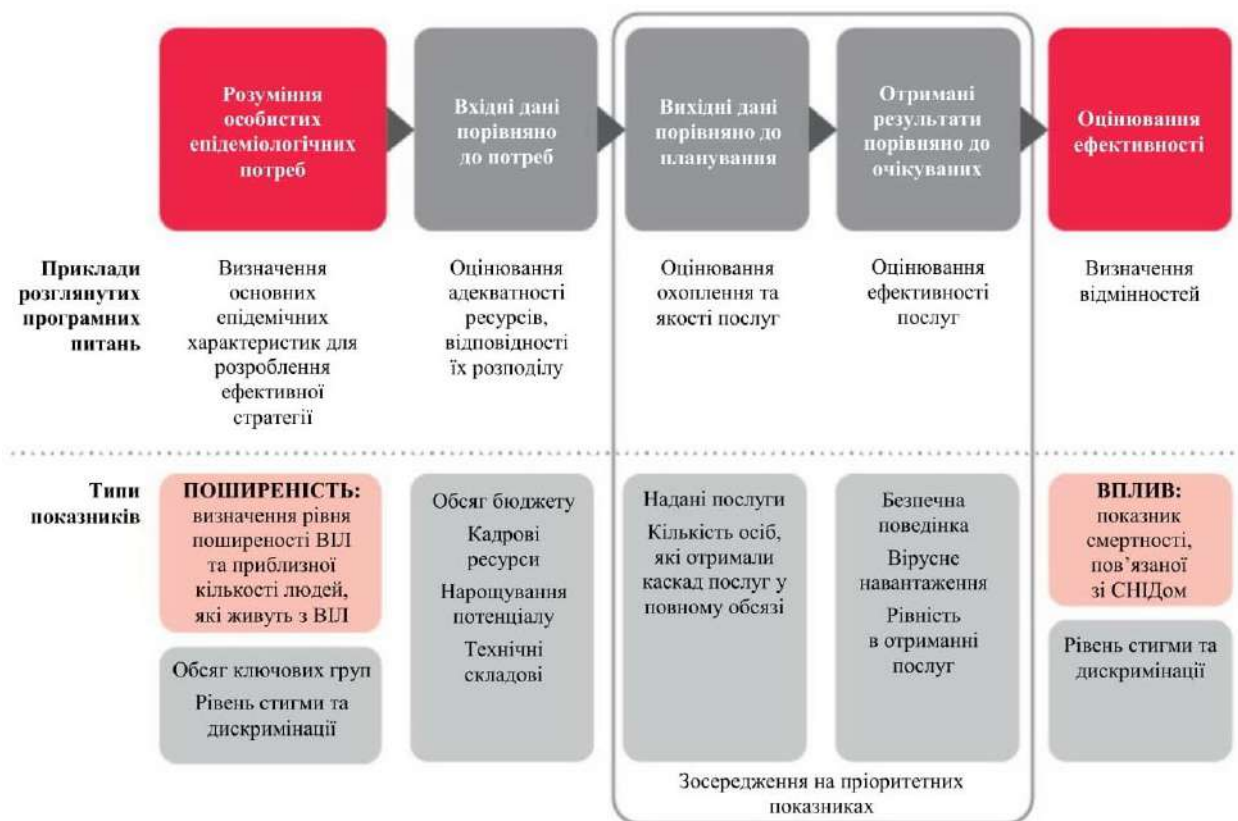 Розуміння
особистих
епідеміологічних
потреб
Вхідні дані
порівняно
до потреб
Вихідні дані
порівняно до
планування
Отримані
результати
порівняно до
очікуваних
Оцінювання
ефективності
Приклади
розглянутих
програмних
питань
Визначення
основних
епідемічних
характеристик для
розроблення
ефективної
стратегії
Оцінювання
адекватності
ресурсів,
відповідності
їх розподілу
Оцінювання
охоплення та
якості послуг
Оцінювання
ефективності
послуг
Визначення
відмінностей
Типи
показників
ПОШИРЕНІСТЬ:
визначення рівня
поширеності ВІЛ
та приблизної
кількості людей,
які живуть з ВІЛ
Обсяг ключових груп
Рівень стигми та
дискримінації
Обсяг бюджету
Кадрові
ресурси
Нарощування
потенціалу
Технічні
складові
Надані послуги
Кількість осіб,
які отримали
каскад послуг у
повному обсязі
Безпечна
поведінка
Вірусне
навантаження
Рівність
в отриманні
послуг
ВПЛИВ:
показник
смертності,
пов’язаної
зі СНІДом
Рівень стигми та
дискримінації
Зосередження на пріоритетних
показниках